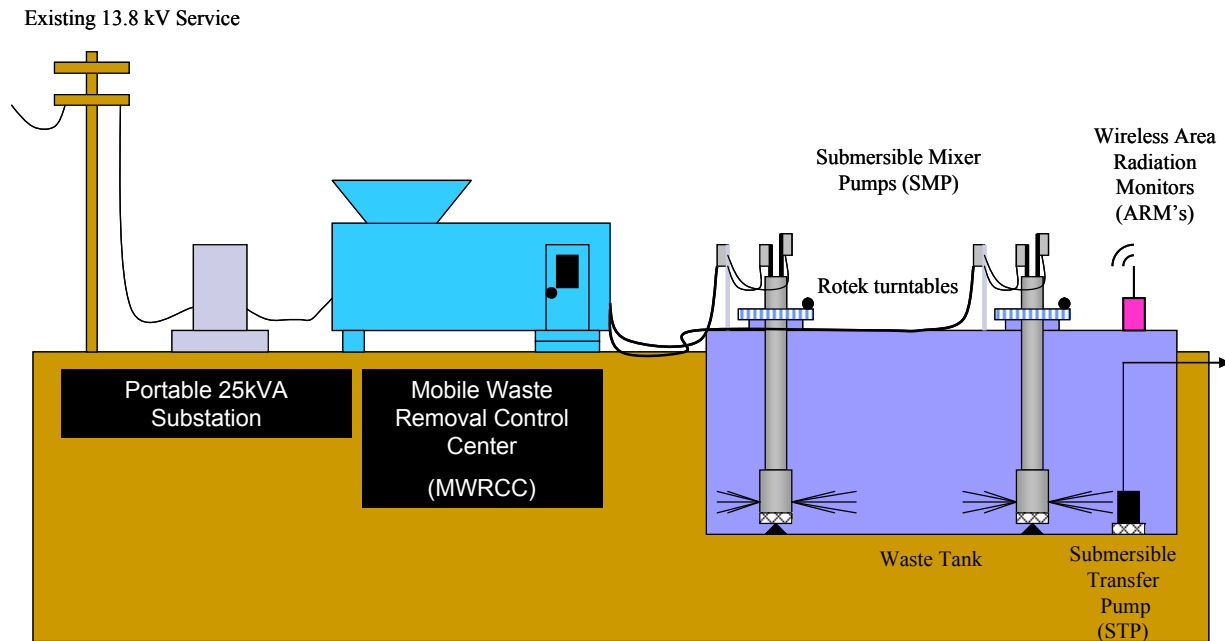 Existing 13.8 kV Service
Submersible Mixer
Pumps (SMP)
Wireless Area
Radiation
Monitors
(ARM's)
Rotek turntables
Portable 25kVA
Substation
Mobile Waste
Removal Control
Center
(MWRCC)
Waste Tank
Submersible
Transfer
Pump
(STP)